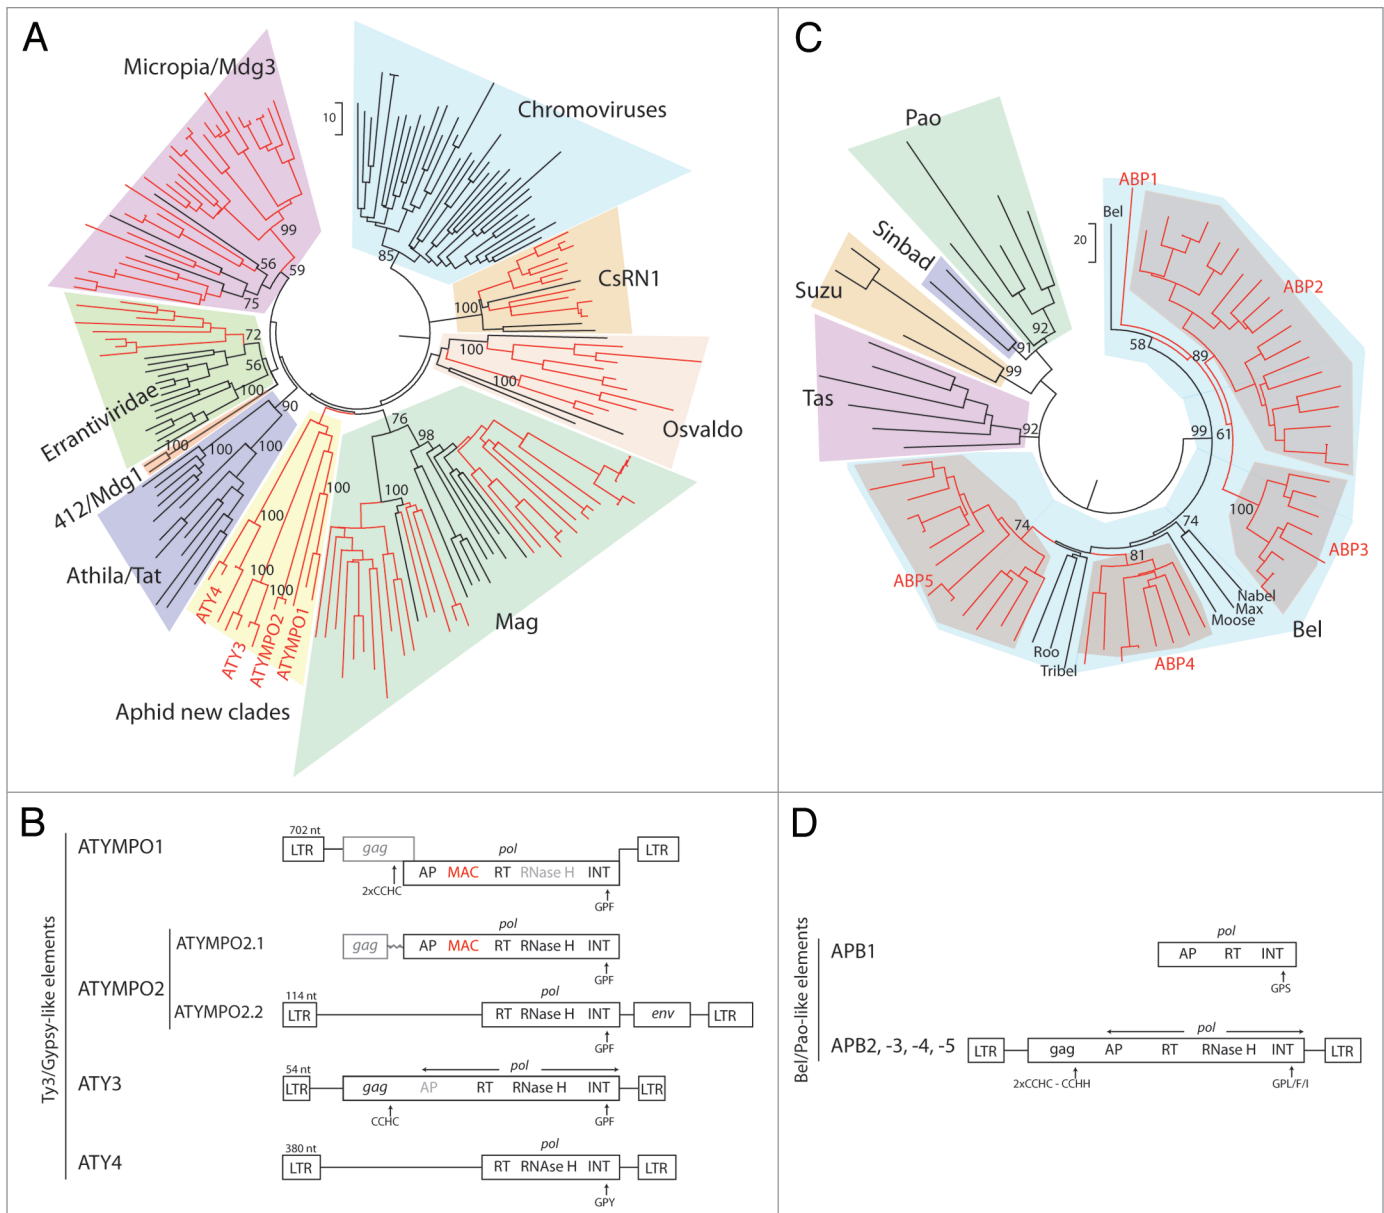 A
Micropia/Mdg3
Chromoviruses
10
99
56
59
75
85
CsRN1
100
100
100
Osvaldo
72
56
100
Errantiviridae
100
412/Mdg1
90
100
100
Athila/Tat
76
98
100
100
100
100
100
ATY4
ATY3
ATYMPO2
ATYMPO1
Mag
Aphid new clades
C
Pao
Sinbad
Suzu
Tas
92
91
99
92
20
Bel
ABP1
ABP2
58
89
99
61
100
ABP3
74
81
74
ABP5
Roo
Tribel
ABP4
Nabel
Max
Moose
Bel
B
Ty3/Gypsy-like elements
ATYMPO1
702 nt
LTR gag pol LTR
AP MAC RT RNase H INT
2xCCHC
GPF
ATYMPO2
ATYMPO2.1
pol
gag AP MAC RT RNase H INT
GPF
ATYMPO2.2
114 nt
pol
LTR RT RNase H INT env LTR
GPF
ATY3
54 nt
pol
LTR gag AP RT RNase H INT LTR
CCHC
GPF
ATY4
380 nt
pol
LTR RT RNAse H INT LTR
GPY
D
Bel/Pao-like elements
APB1
pol
AP RT INT
GPS
APB2, -3, -4, -5
pol
LTR gag AP RT RNase H INT LTR
2xCCHC - CCHH
GPL/F/I